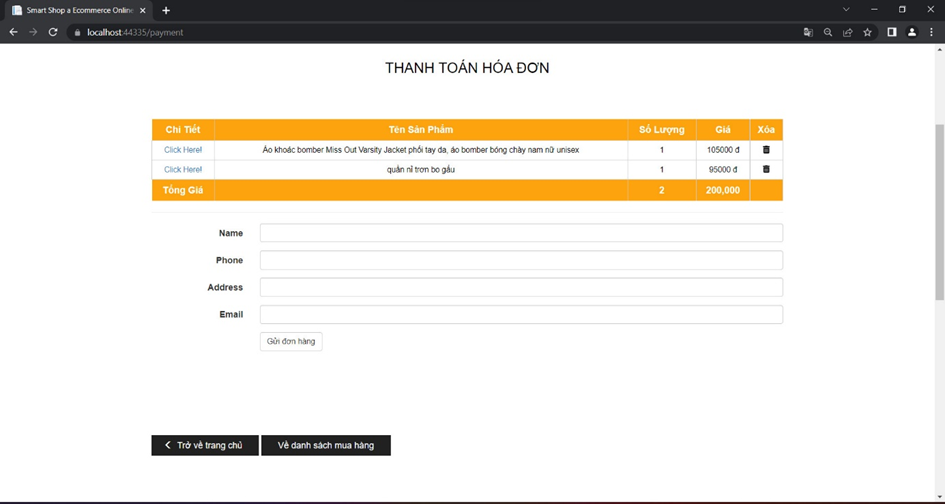 Smart Shop a Ecommerce Online
localhost:44335/payment
THANH TOÁN HÓA ĐƠN
Chi Tiết Tên Sản Phẩm Số Lượng Giá Xóa
Click Here! Áo khoác bomber Miss Out Varsity Jacket phối tay da, áo bomber bóng chày nam nữ unisex 1 105000 đ
Click Here! quần nỉ trơn bo gấu 1 95000 đ
Tổng Giá 2 200,000
Name
Phone
Address
Email
Gửi đơn hàng
Trở về trang chủ Về danh sách mua hàng